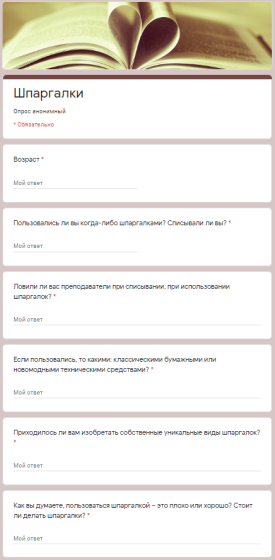 Шпаргалки
Опрос анонимный
* Обязательно
Возраст *
Мой ответ
Пользовались ли вы когда-либо шпаргалками? Списывали ли вы? *
Мой ответ
Ловили ли вас преподаватели при списывании, при использовании
шпаргалок? *
Мой ответ
Если пользовались, то какими: классическими бумажными или
новомодными техническими средствами? *
Мой ответ
Приходилось ли вам изобретать собственные уникальные виды шпаргалок?
*
Мой ответ
Как вы думаете, пользоваться шпаргалкой – это плохо или хорошо? Стоит
ли делать шпаргалки? *
Мой ответ